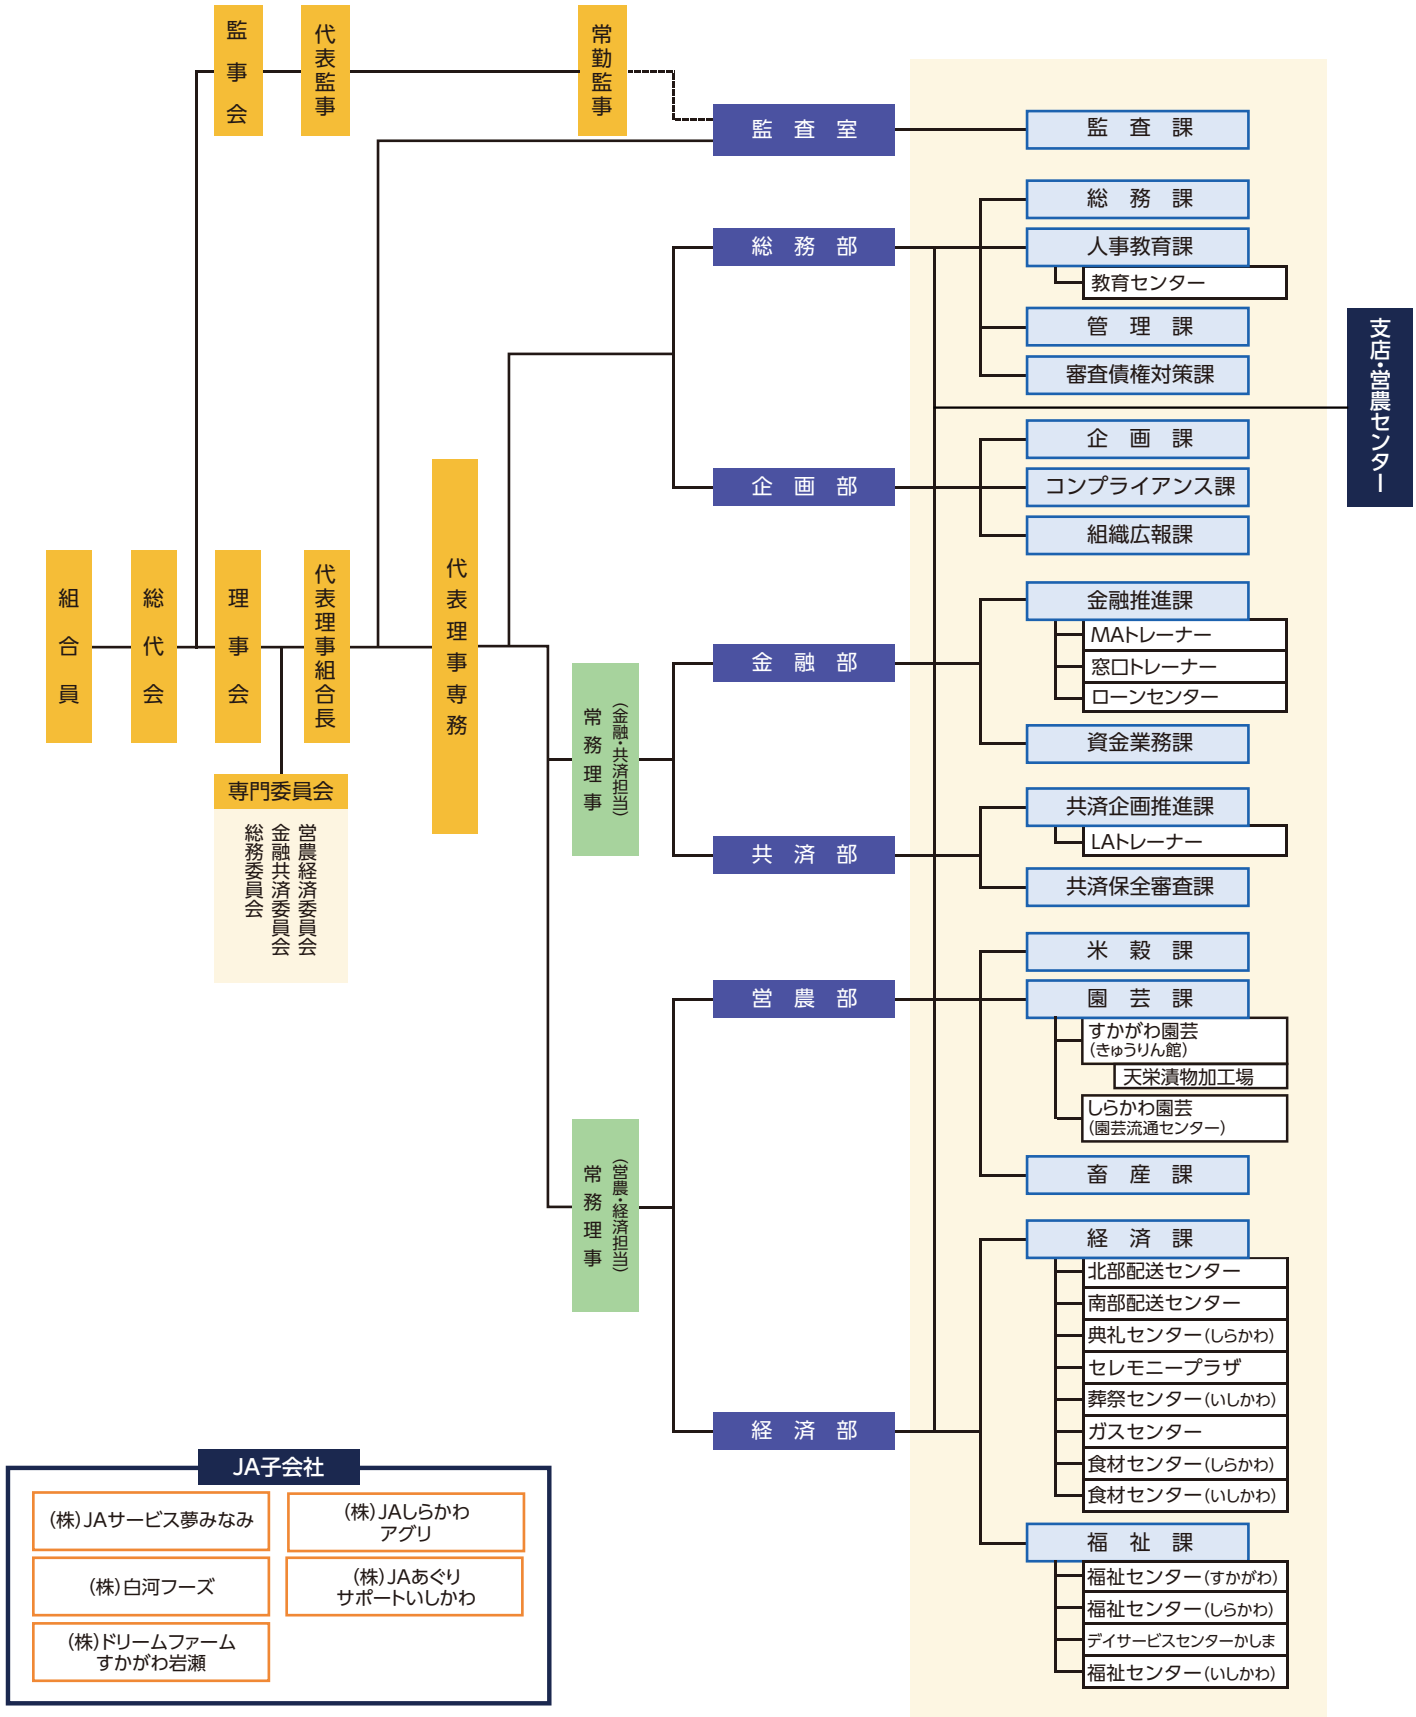 監事会
代表監事
常勤監事
監査室
監査課
総務部
総務課
人事教育課
教育センター
管理課
審査債権対策課
支店・営農センター
企画部
企画課
コンプライアンス課
組織広報課
組合員
総代会
理事会
代表理事組合長
代表理事専務
専門委員会
営農経済委員会
金融共済委員会
総務委員会
常務理事
(金融・共済担当)
金融部
金融推進課
MAトレーナー
窓口トレーナー
ローンセンター
資金業務課
共済部
共済企画推進課
LAトレーナー
共済保全審査課
常務理事
(営農・経済担当)
営農部
米穀課
園芸課
すかがわ園芸
(きゅうりん館)
天栄漬物加工場
しらかわ園芸
(園芸流通センター)
畜産課
経済部
経済課
北部配送センター
南部配送センター
典礼センター(しらかわ)
セレモニープラザ
葬祭センター(いしかわ)
ガスセンター
食材センター(しらかわ)
食材センター(いしかわ)
福祉課
福祉センター(すかがわ)
福祉センター(しらかわ)
デイサービスセンターかしま
福祉センター(いしかわ)
JA子会社
(株)JAサービス夢みなみ
(株)JAしらかわ
アグリ
(株)白河フーズ
(株)JAあぐり
サポートいしかわ
(株)ドリームファーム
すかがわ岩瀬